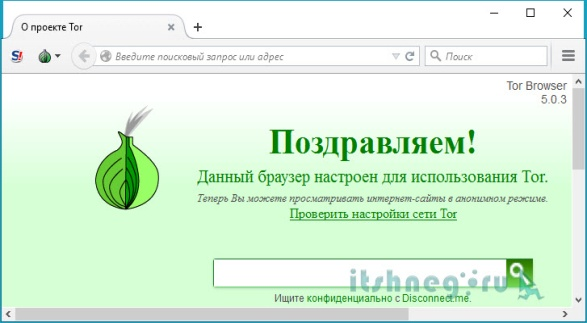 О проекте Tor
Введите поисковый запрос или адрес
Поиск
Tor Browser
5.0.3
Поздравляем!
Данный браузер настроен для использования Tor.
Теперь Вы можете просматривать интернет-сайты в анонимном режиме.
Проверить настройки сети Tor
itshneg.ru
Ищите конфиденциально с Disconnect.me.